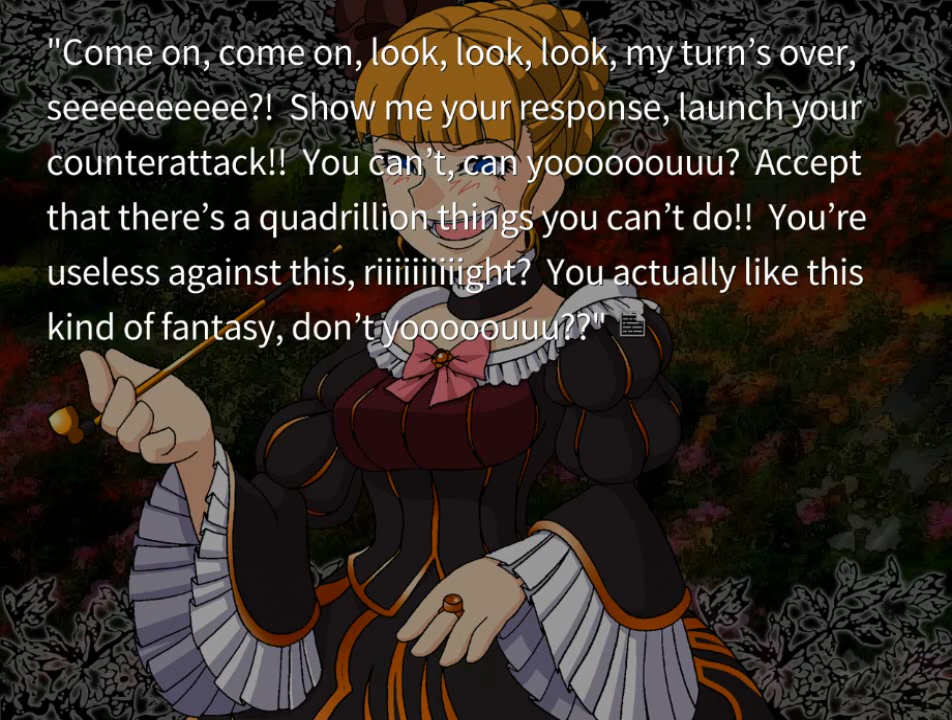 "Come on, come on, look, look, look, my turn’s over,
seeeeeeeeee?!  Show me your response, launch your
counterattack!!  You can’t, can yoooooouuu?  Accept
that there’s a quadrillion things you can’t do!!  You’re
useless against this, riiiiiiiiiight?  You actually like this
kind of fantasy, don’t yoooooouuu??"